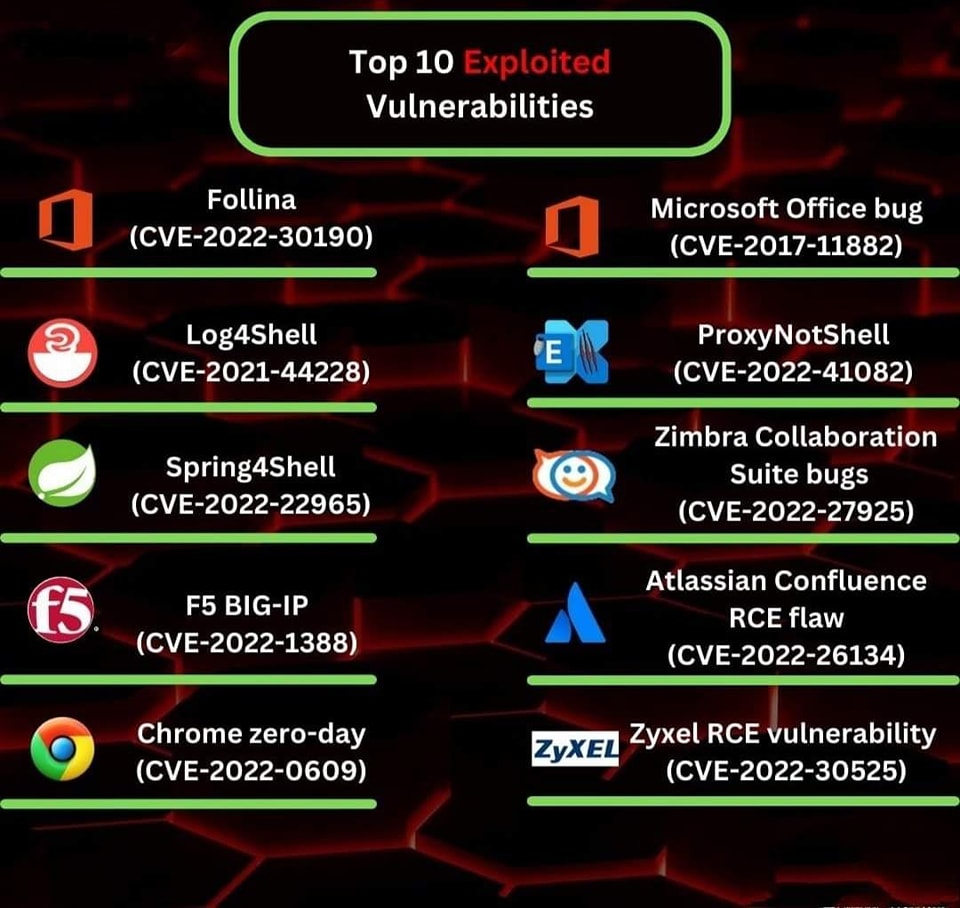 Top 10 Exploited
Vulnerabilities
Follina
(CVE-2022-30190)
Microsoft Office bug
(CVE-2017-11882)
Log4Shell
(CVE-2021-44228)
E
ProxyNotShell
(CVE-2022-41082)
Spring4Shell
(CVE-2022-22965)
Zimbra Collaboration
Suite bugs
(CVE-2022-27925)
f5
F5 BIG-IP
(CVE-2022-1388)
Atlassian Confluence
RCE flaw
(CVE-2022-26134)
Chrome zero-day
(CVE-2022-0609)
ZyXEL
Zyxel RCE vulnerability
(CVE-2022-30525)